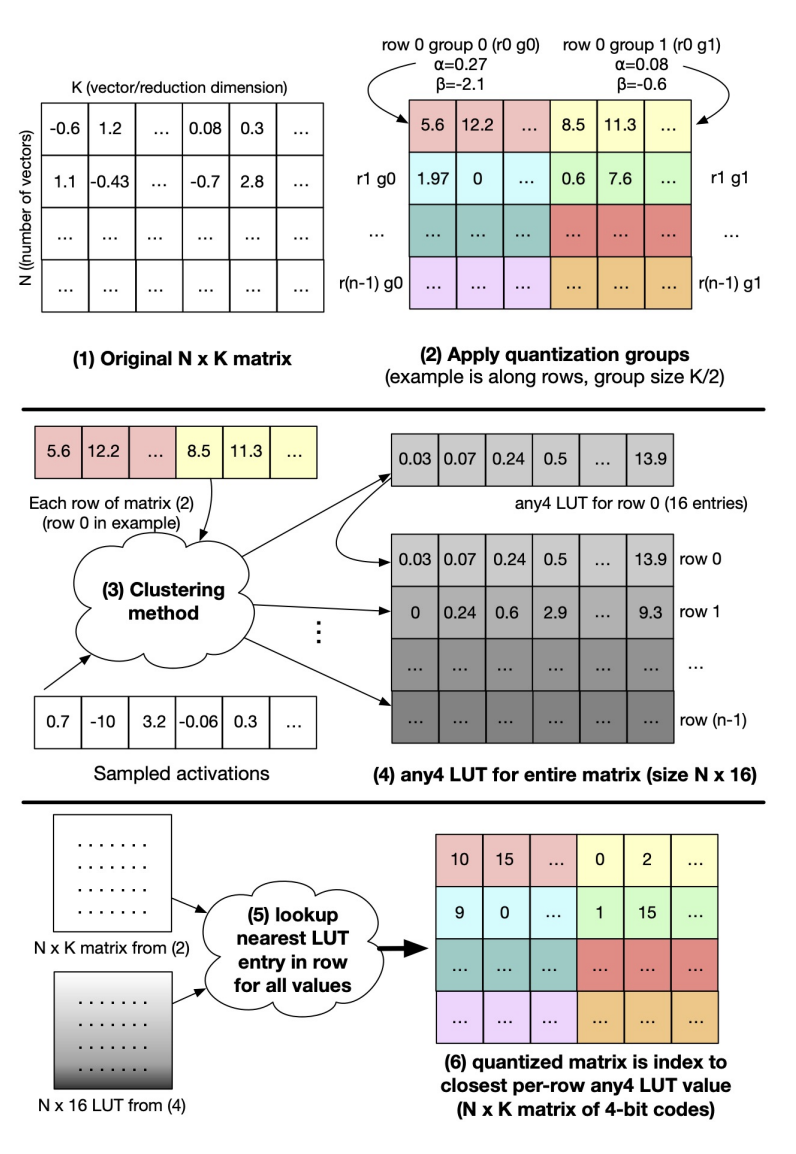 row 0 group 0 (r0 g0)
α=0.27
β=-2.1
row 0 group 1 (r0 g1)
α=0.08
β=-0.6
K (vector/reduction dimension)
N ((number of vectors)
-0.6 1.2 ... 0.08 0.3 ...
1.1 -0.43 ... -0.7 2.8 ...
... ... ... ... ... ...
... ... ... ... ... ...
(1) Original N x K matrix
5.6 12.2 ... 8.5 11.3 ...
r1 g0 1.97 0 ... 0.6 7.6 ... r1 g1
... ... ... ... ... ... ... ...
r(n-1) g0 ... ... ... ... ... ... r(n-1) g1
(2) Apply quantization groups
(example is along rows, group size K/2)
5.6 12.2 ... 8.5 11.3 ...
Each row of matrix (2)
(row 0 in example)
(3) Clustering
method
0.7 -10 3.2 -0.06 0.3 ...
Sampled activations
0.03 0.07 0.24 0.5 ... 13.9
any4 LUT for row 0 (16 entries)
0.03 0.07 0.24 0.5 ... 13.9 row 0
0 0.24 0.6 2.9 ... 9.3 row 1
... ... ... ... ... ... ...
... ... ... ... ... ... row (n-1)
(4) any4 LUT for entire matrix (size N x 16)
N x K matrix from (2)
N x 16 LUT from (4)
(5) lookup
nearest LUT
entry in row
for all values
10 15 ... 0 2 ...
9 0 ... 1 15 ...
... ... ... ... ... ...
... ... ... ... ... ...
(6) quantized matrix is index to
closest per-row any4 LUT value
(N x K matrix of 4-bit codes)